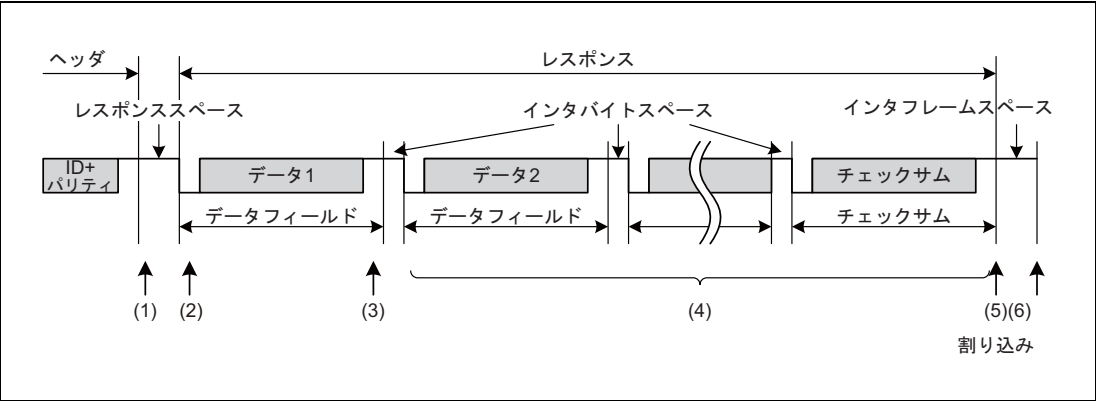 ヘッダ
レスポンス
レスポンススペース
インタバイトスペース
インタフレームスペース
ID+
パリティ
データ1
データ2
チェックサム
データフィールド
データフィールド
チェックサム
(1)
(2)
(3)
(4)
(5)(6)
割り込み